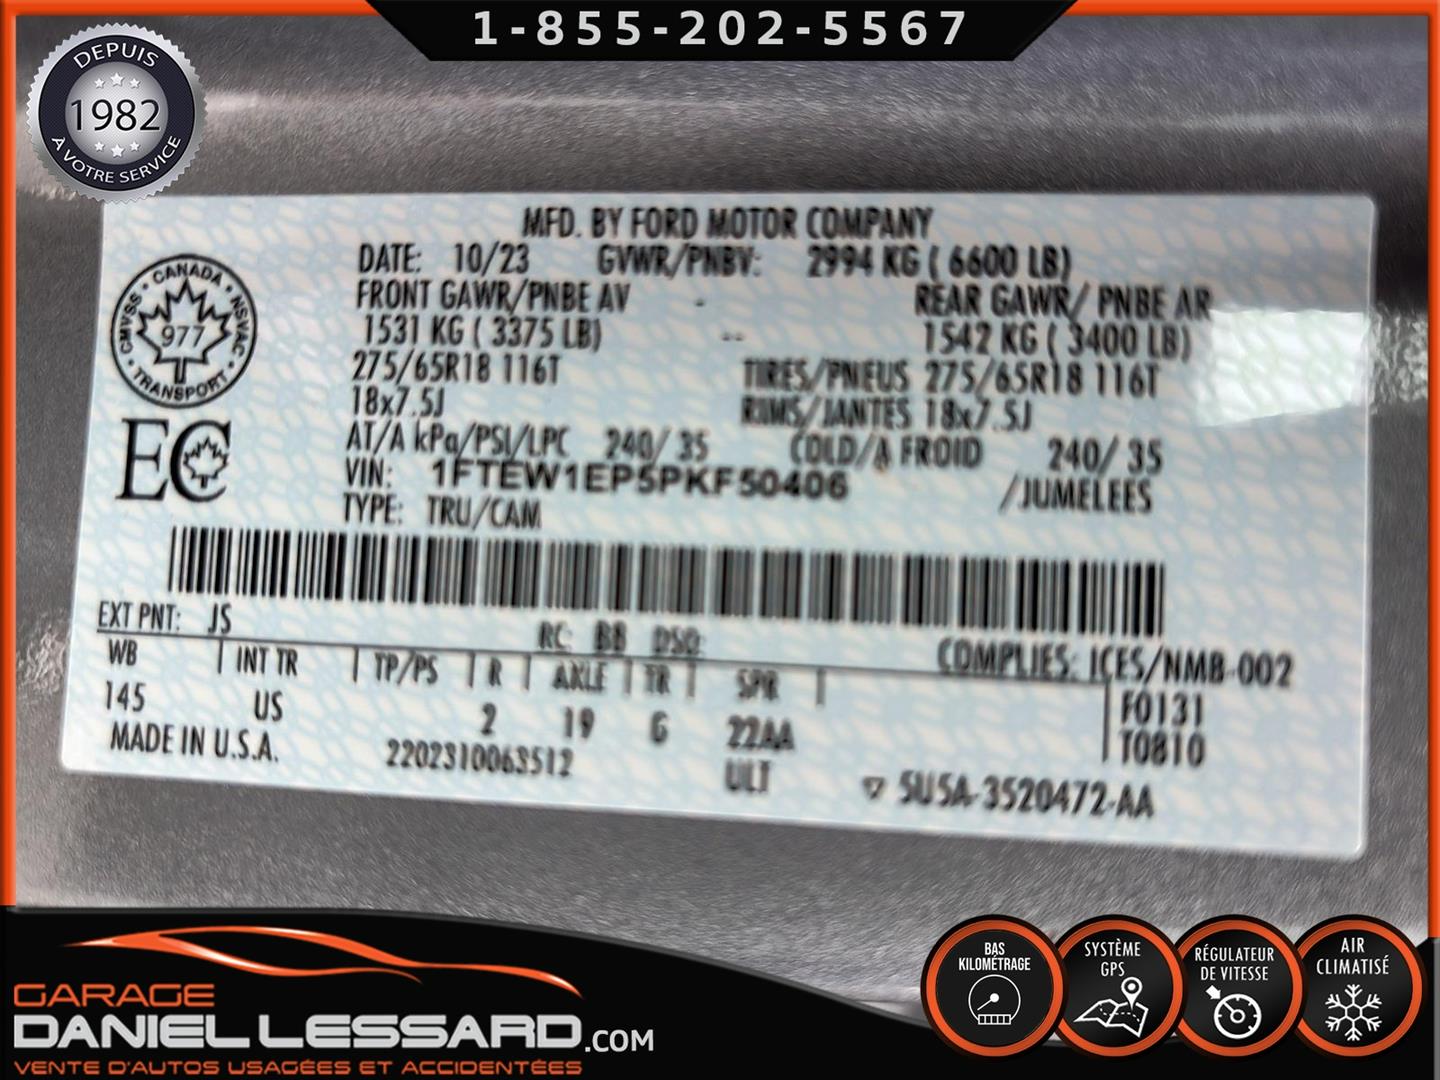 1-855-202-5567
DEPUIS
1982
À VOTRE SERVICE
MFD. BY FORD MOTOR COMPANY
DATE: 10/23 GVWR/PNBV: 2994 KG ( 6600 LB)
FRONT GAWR/PNBE AV - REAR GAWR/ PNBE AR
1531 KG ( 3375 LB) -- 1542 KG ( 3400 LB)
275/65R18 116T TIRES/PNEUS 275/65R18 116T
18x7.5J RIMS/JANTES 18x7.5J
AT/A kPa/PSI/LPC 240/ 35 COLD/A FROID 240/ 35
VIN: 1FTEW1EP5PKF50406 /JUMELEES
TYPE: TRU/CAM
CANADA
CMVSS NSVAC
977
TRANSPORT
EC
EXT PNT: JS RC: BB DSO:
COMPLIES: ICES/NMB-002
WB INT TR TP/PS R AXLE TR SPR
145 US 2 19 G 22AA F0131
T0810
MADE IN U.S.A. 2202310063512 ULT ▽ 5U5A-3520472-AA
GARAGE
DANIEL LESSARD.COM
VENTE D'AUTOS USAGÉES ET ACCIDENTÉES
BAS
KILOMÉTRAGE
SYSTÈME
GPS
RÉGULATEUR
DE VITESSE
AIR
CLIMATISÉ